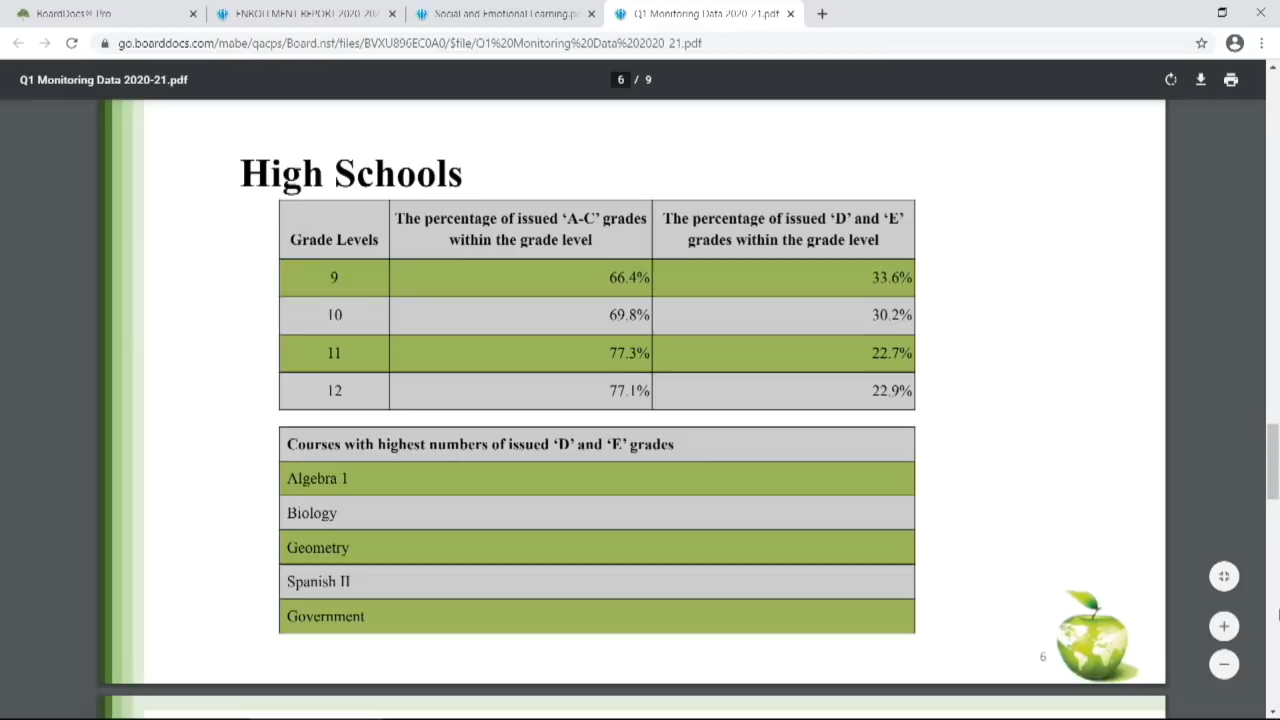 BoardDocs® Pro
ENROLLMENT REPORT 2020-202
Social and Emotional Learning.p
Q1 Monitoring Data 2020-21.pdf
go.boarddocs.com/mabe/qacps/Board.nsf/files/BVXU896EC0A0/$file/Q1%20Monitoring%20Data%202020 21.pdf
Q1 Monitoring Data 2020-21.pdf
6 / 9
High Schools
Grade Levels The percentage of issued ‘A-C’ grades within the grade level The percentage of issued ‘D’ and ‘E’ grades within the grade level
9 66.4% 33.6%
10 69.8% 30.2%
11 77.3% 22.7%
12 77.1% 22.9%
Courses with highest numbers of issued ‘D’ and ‘E’ grades
Algebra 1
Biology
Geometry
Spanish II
Government
6